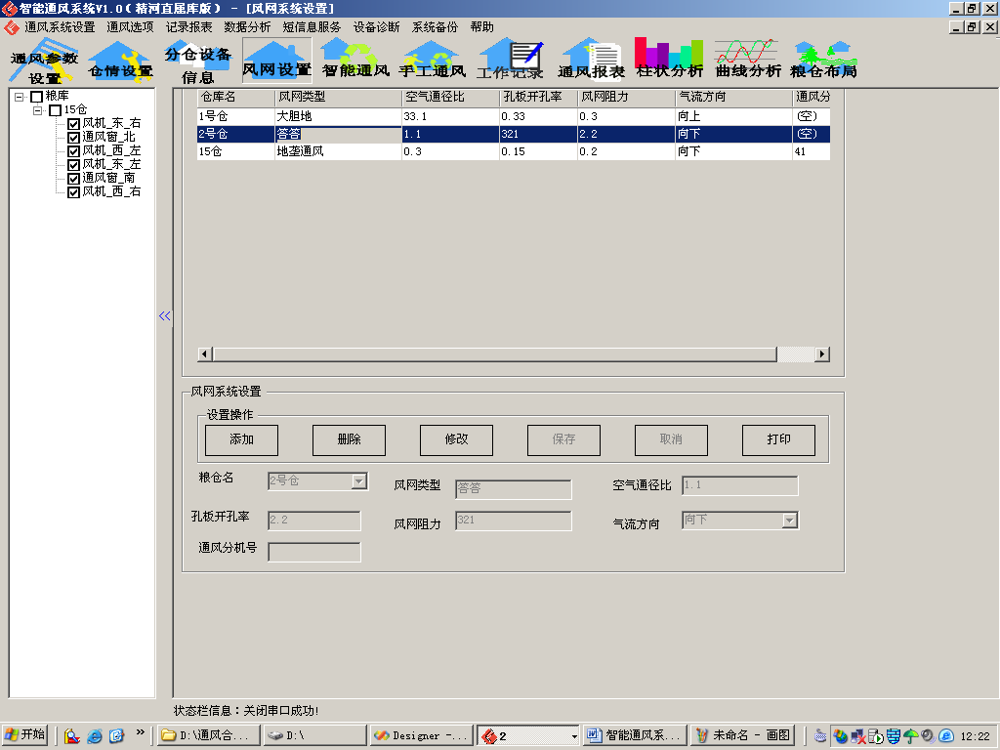 智能通风系统V1.0(精河直属库版) - [风网系统设置]
通风系统设置 通风选项 记录报表 数据分析 短信息服务 设备诊断 系统备份 帮助
通风参数设置 仓情设置 分仓设备信息 风网设置 智能通风 手工通风 工作记录 通风报表 柱状分析 曲线分析 粮仓布局
粮库
15仓
风机_东_右
通风窗_北
风机_西_左
风机_东_左
通风窗_南
风机_西_右
<<
仓库名 风网类型 空气通径比 孔板开孔率 风网阻力 气流方向 通风分
1号仓 大胆地 33.1 0.33 0.3 向上 (空)
2号仓 答答 1.1 321 2.2 向下 (空)
15仓 地垄通风 0.3 0.15 0.2 向下 41
风网系统设置
设置操作
添加 删除 修改 保存 取消 打印
粮仓名 2号仓 风网类型 答答 空气通径比 1.1
孔板开孔率 2.2 风网阻力 321 气流方向 向下
通风分机号
状态栏信息：关闭串口成功!
开始 » D:\通风合... D:\ Designer -... 2 智能通风系... 未命名 - 画图 12:22